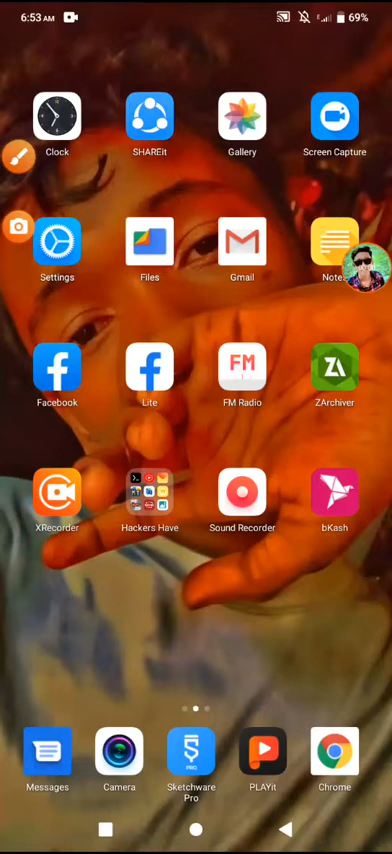 6:53 AM 69%
Clock SHAREit Gallery Screen Capture
Settings Files Gmail Note
FM
Facebook Lite FM Radio ZArchiver
XRecorder Hackers Have Sound Recorder bKash
PRO
Messages Camera Sketchware PLAYit Chrome
Pro